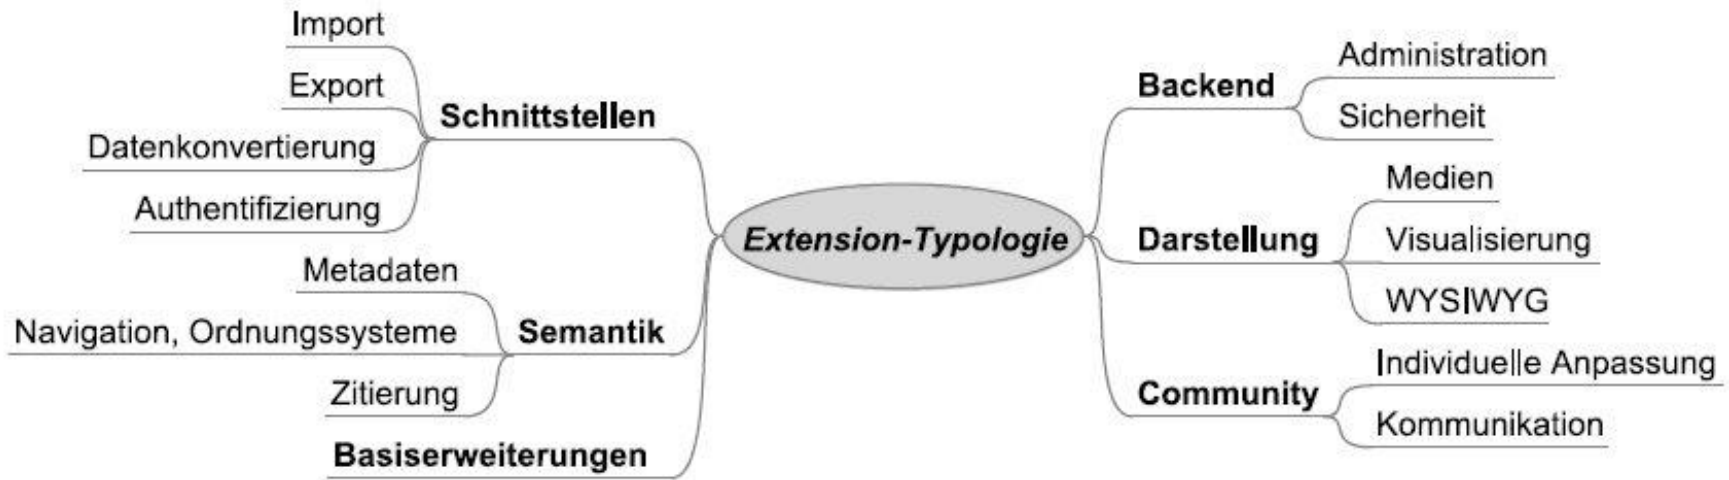 Extension-Typologie
Schnittstellen
Import
Export
Datenkonvertierung
Authentifizierung
Semantik
Metadaten
Navigation, Ordnungssysteme
Zitierung
Basiserweiterungen
Backend
Administration
Sicherheit
Darstellung
Medien
Visualisierung
WYSIWYG
Community
Individuelle Anpassung
Kommunikation